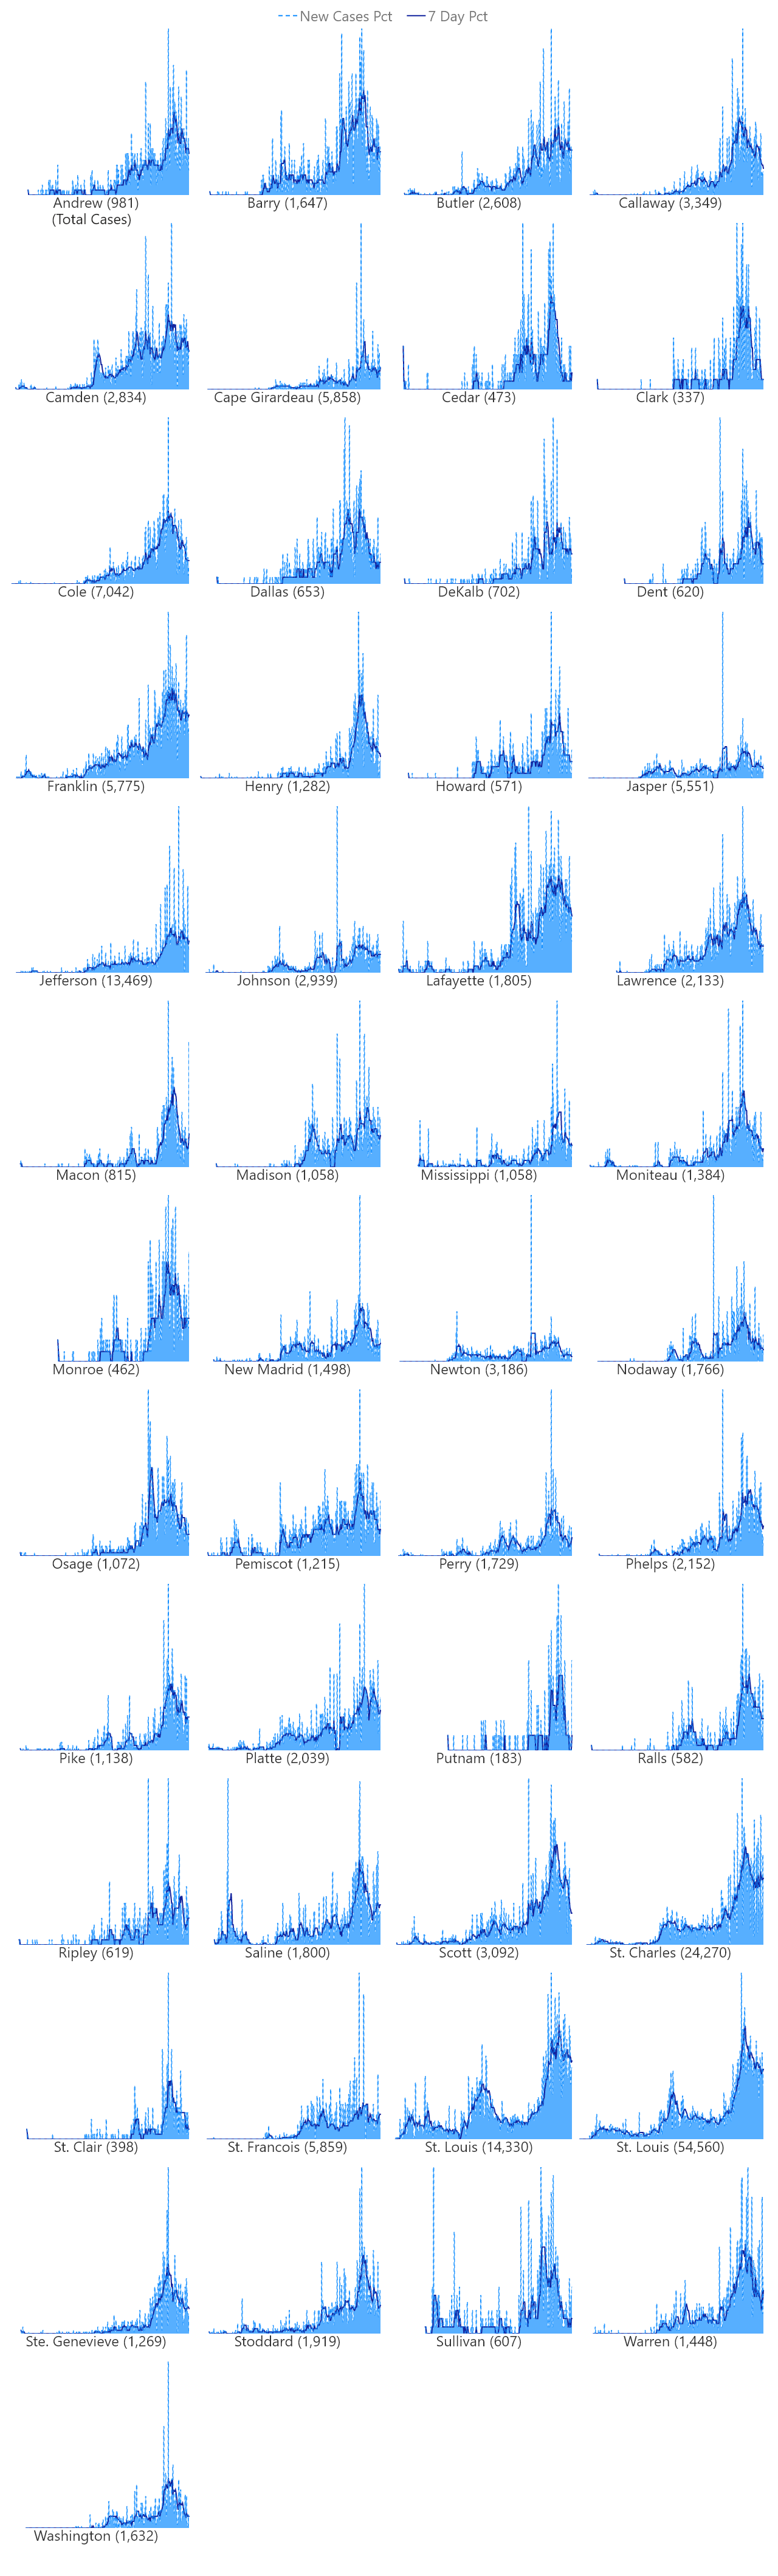 New Cases Pct 7 Day Pct
Andrew (981) Barry (1,647) Butler (2,608) Callaway (3,349)
(Total Cases)
Camden (2,834) Cape Girardeau (5,858) Cedar (473) Clark (337)
Cole (7,042) Dallas (653) DeKalb (702) Dent (620)
Franklin (5,775) Henry (1,282) Howard (571) Jasper (5,551)
Jefferson (13,469) Johnson (2,939) Lafayette (1,805) Lawrence (2,133)
Macon (815) Madison (1,058) Mississippi (1,058) Moniteau (1,384)
Monroe (462) New Madrid (1,498) Newton (3,186) Nodaway (1,766)
Osage (1,072) Pemiscot (1,215) Perry (1,729) Phelps (2,152)
Pike (1,138) Platte (2,039) Putnam (183) Ralls (582)
Ripley (619) Saline (1,800) Scott (3,092) St. Charles (24,270)
St. Clair (398) St. Francois (5,859) St. Louis (14,330) St. Louis (54,560)
Ste. Genevieve (1,269) Stoddard (1,919) Sullivan (607) Warren (1,448)
Washington (1,632)